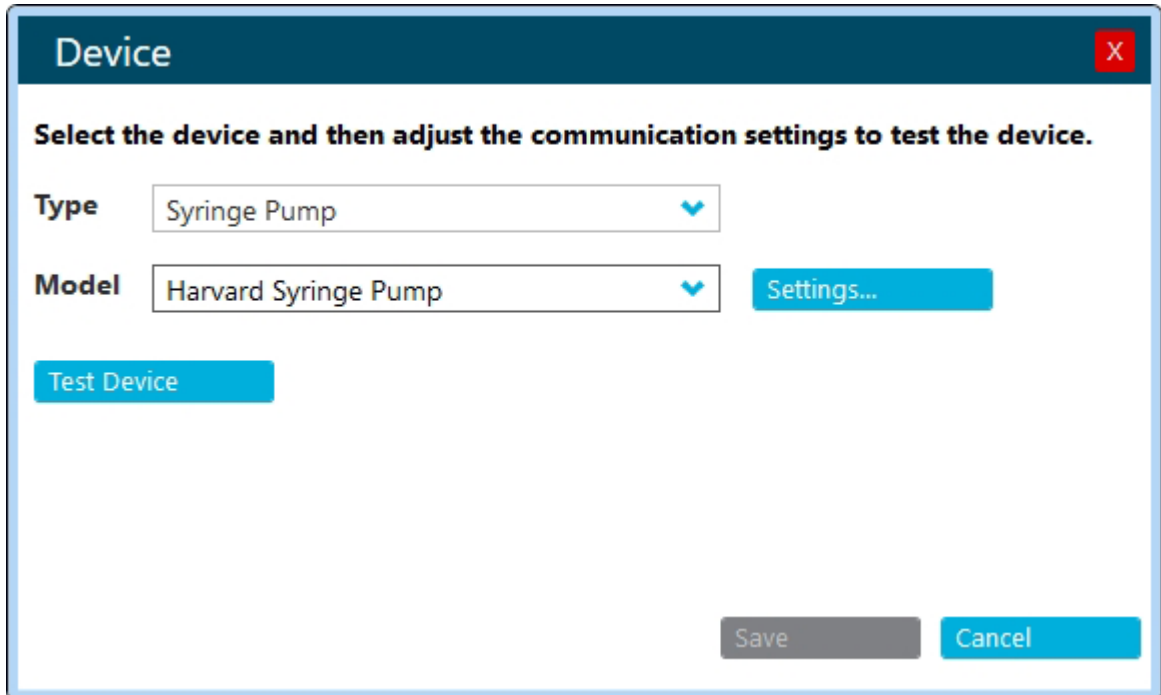 Device
X
Select the device and then adjust the communication settings to test the device.
Type Syringe Pump
Model Harvard Syringe Pump Settings...
Test Device
Save Cancel